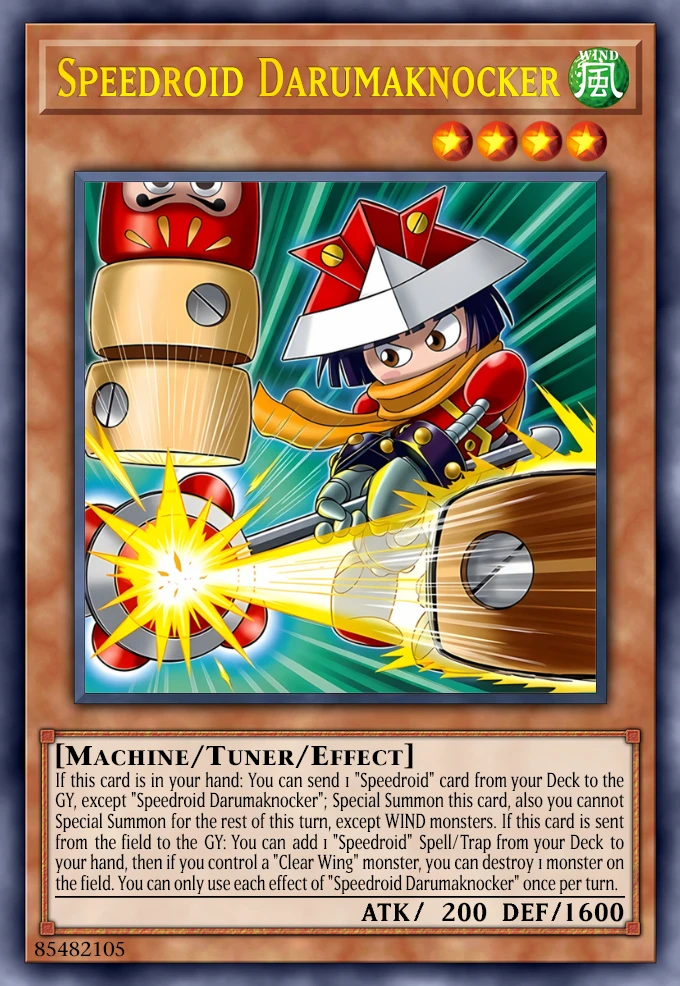 SPEEDROID DARUMAKNOCKER
WIND
風
[MACHINE/TUNER/EFFECT]
If this card is in your hand: You can send 1 "Speedroid" card from your Deck to the
GY, except "Speedroid Darumaknocker"; Special Summon this card, also you cannot
Special Summon for the rest of this turn, except WIND monsters. If this card is sent
from the field to the GY: You can add 1 "Speedroid" Spell/Trap from your Deck to
your hand, then if you control a "Clear Wing" monster, you can destroy 1 monster on
the field. You can only use each effect of "Speedroid Darumaknocker" once per turn.
ATK/ 200 DEF/1600
85482105